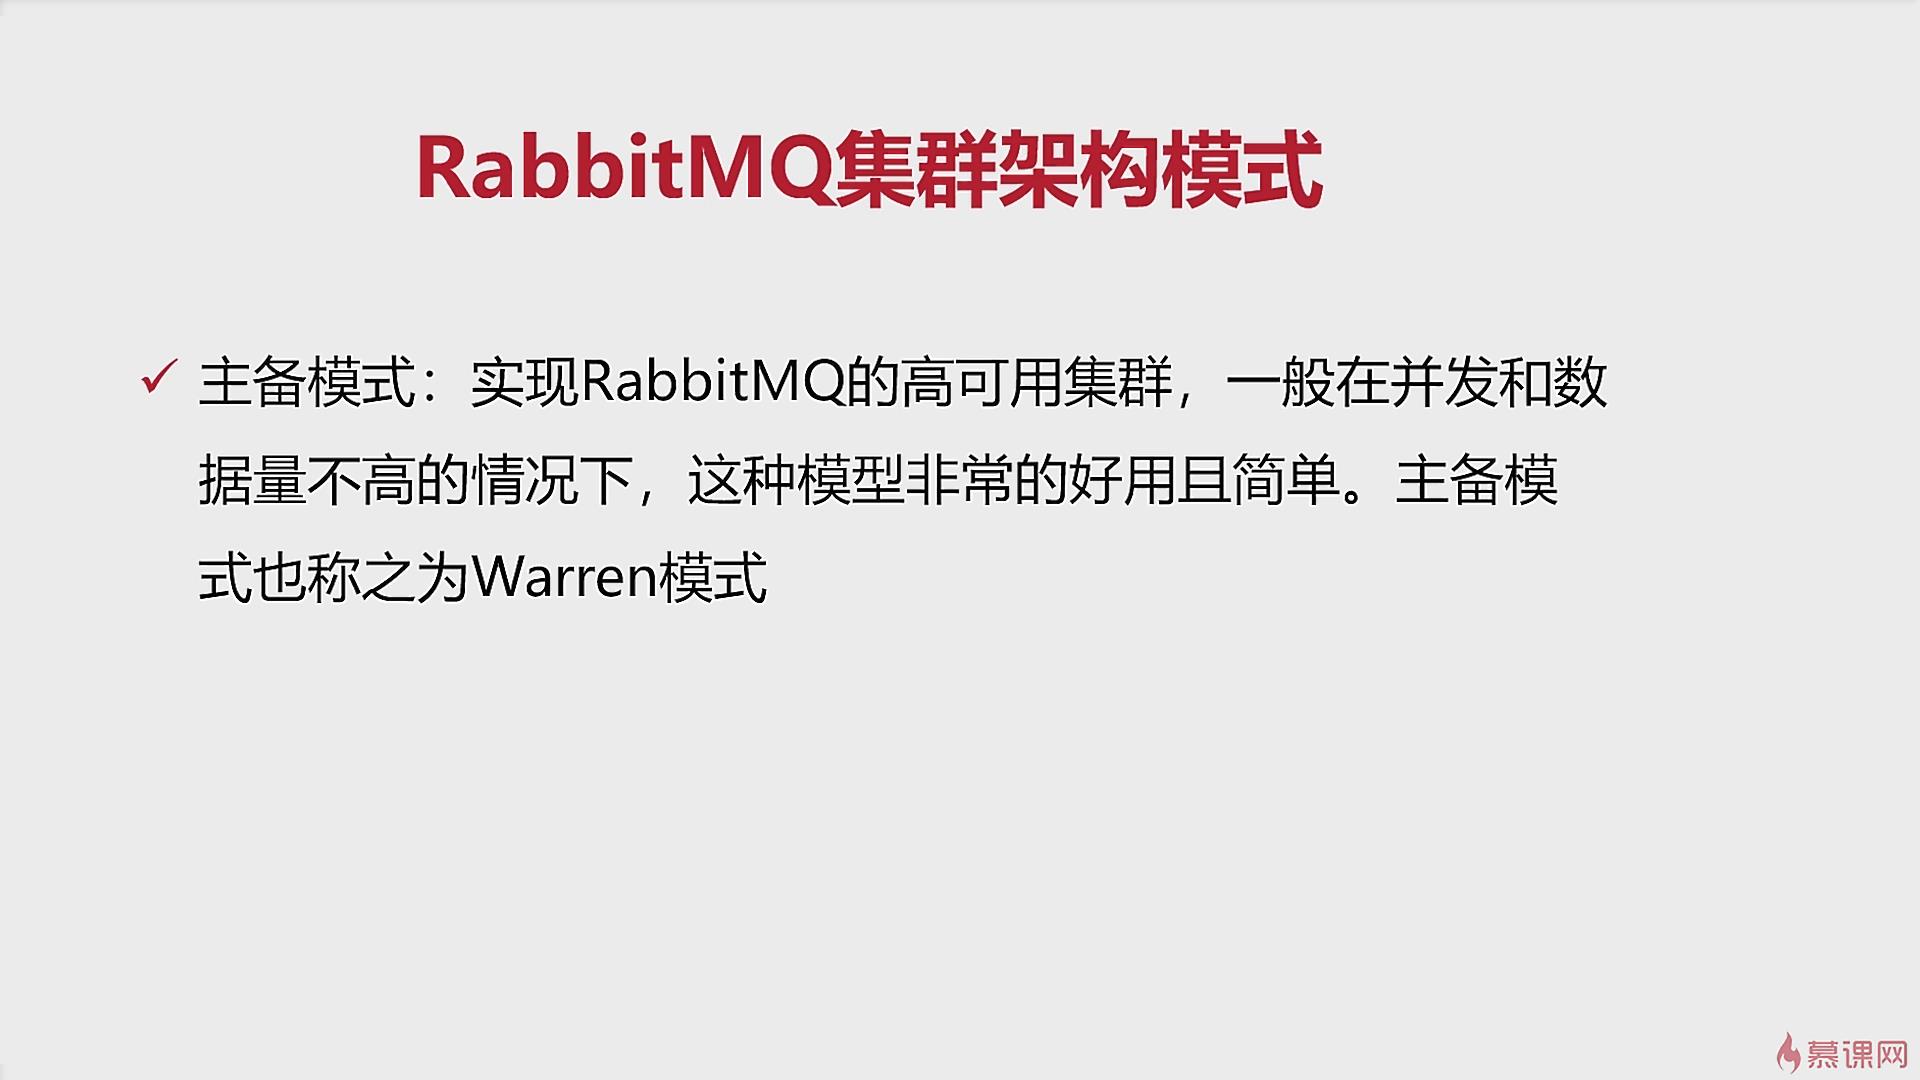 RabbitMQ集群架构模式
✓ 主备模式：实现RabbitMQ的高可用集群，一般在并发和数
据量不高的情况下，这种模型非常的好用且简单。主备模
式也称之为Warren模式
慕课网